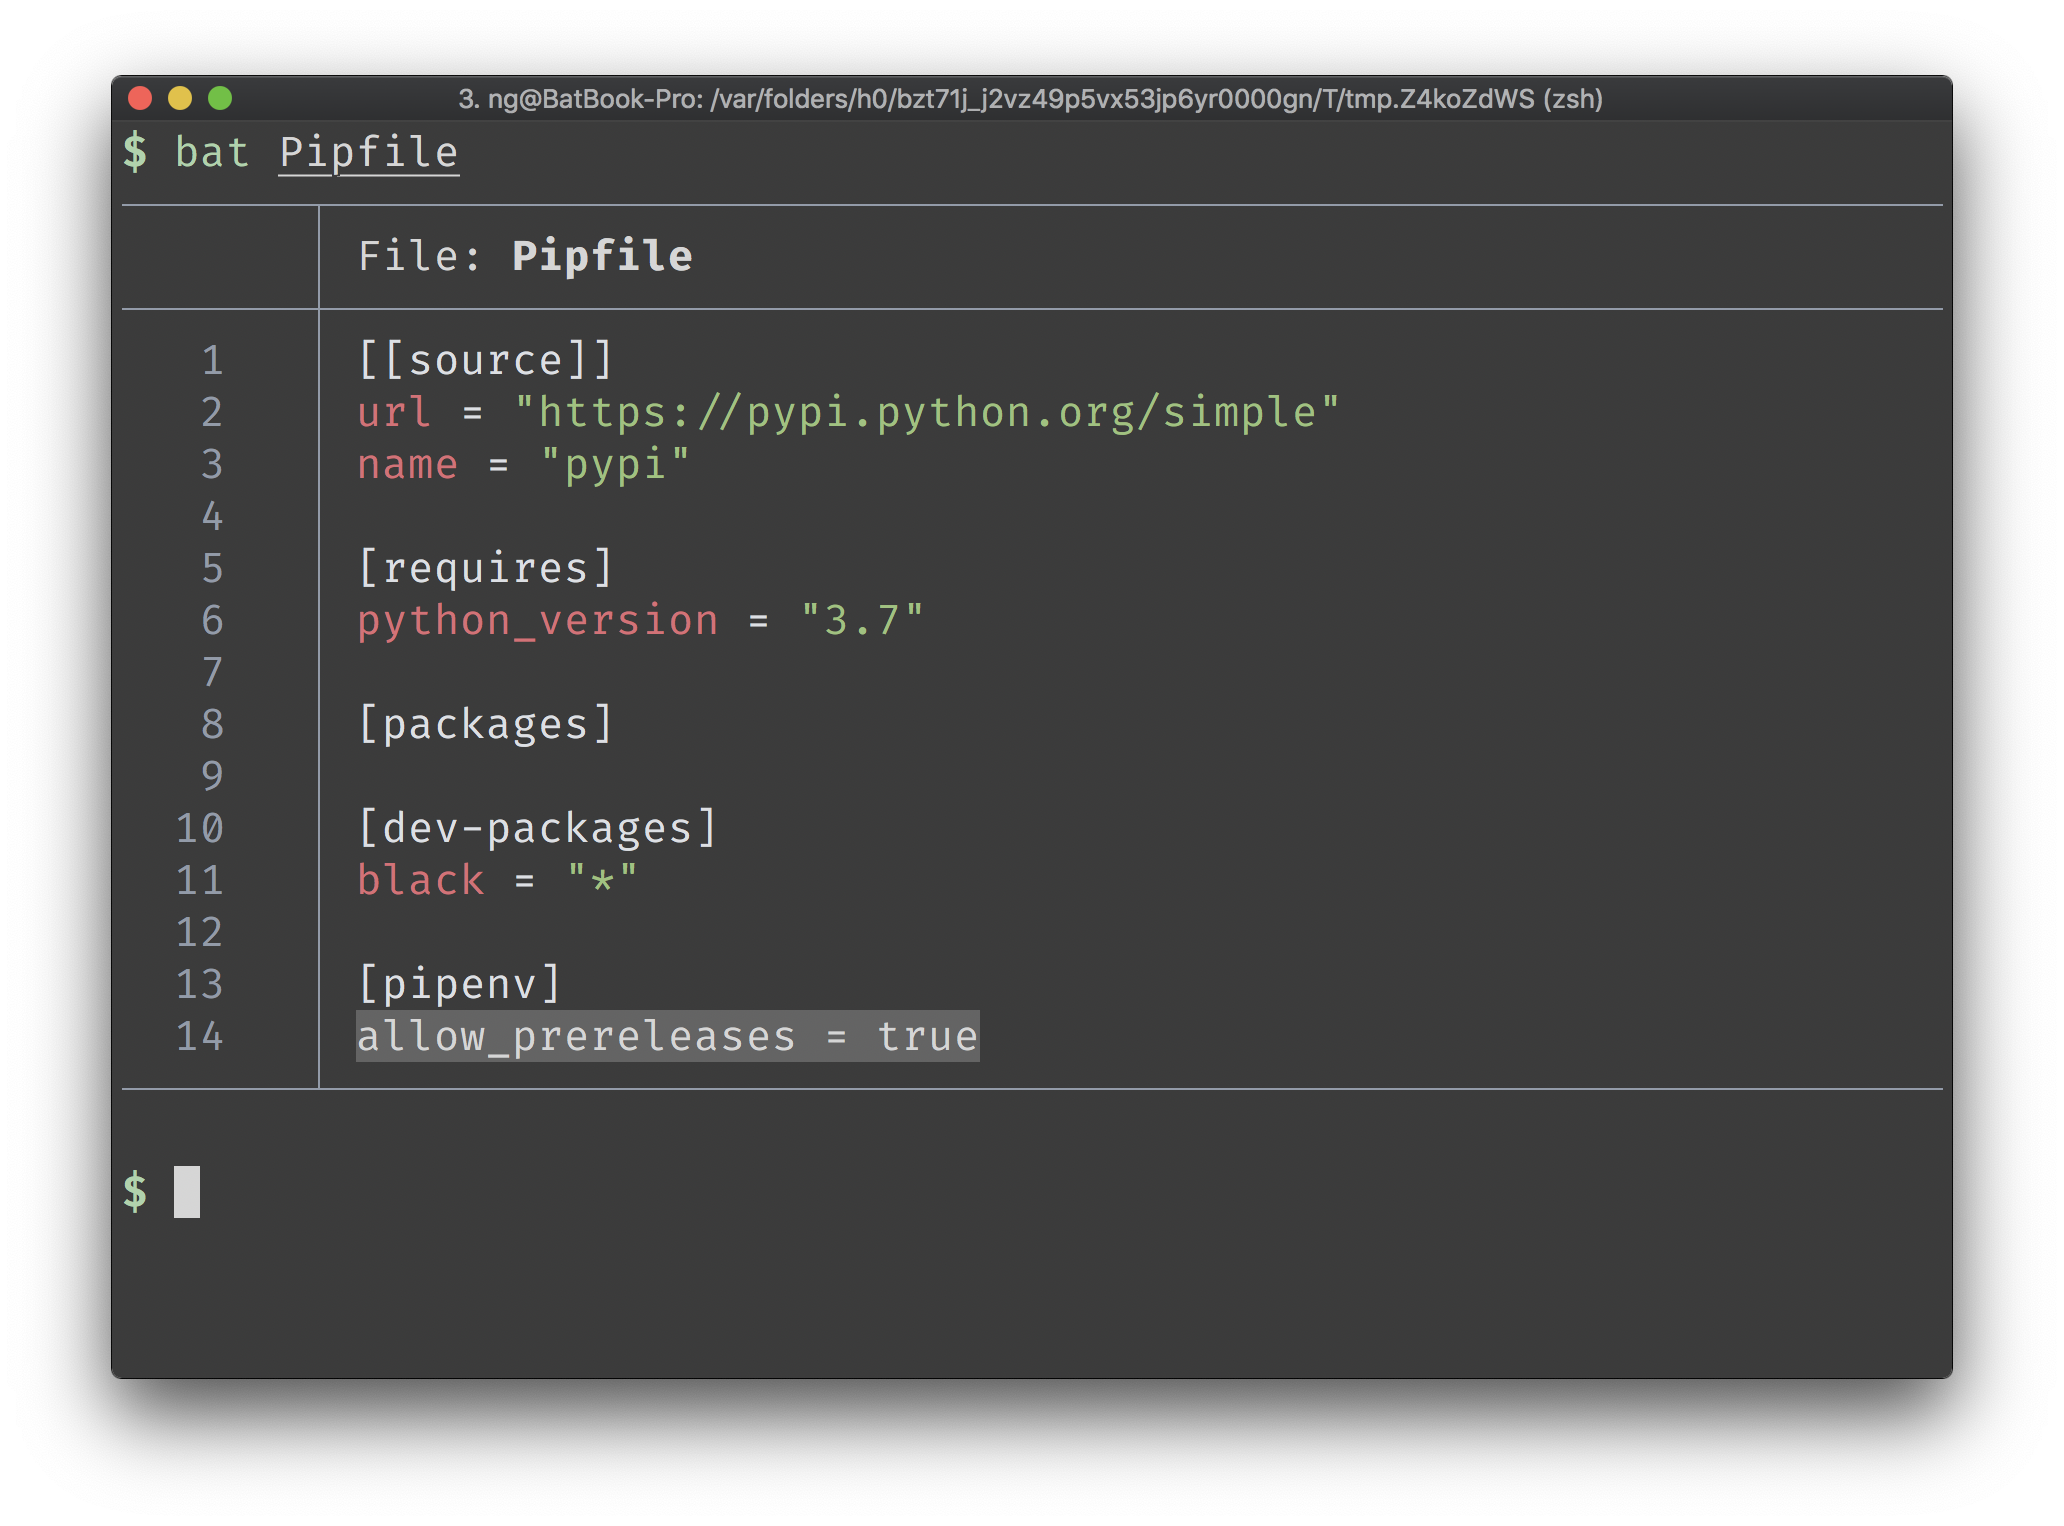 3. ng@BatBook-Pro: /var/folders/h0/bzt71j_j2vz49p5vx53jp6yr0000gn/T/tmp.Z4koZdWS (zsh)
$ bat Pipfile
File: Pipfile
1 [[source]]
2 url = "https://pypi.python.org/simple"
3 name = "pypi"
4
5 [requires]
6 python_version = "3.7"
7
8 [packages]
9
10 [dev-packages]
11 black = "*"
12
13 [pipenv]
14 allow_prereleases = true
$